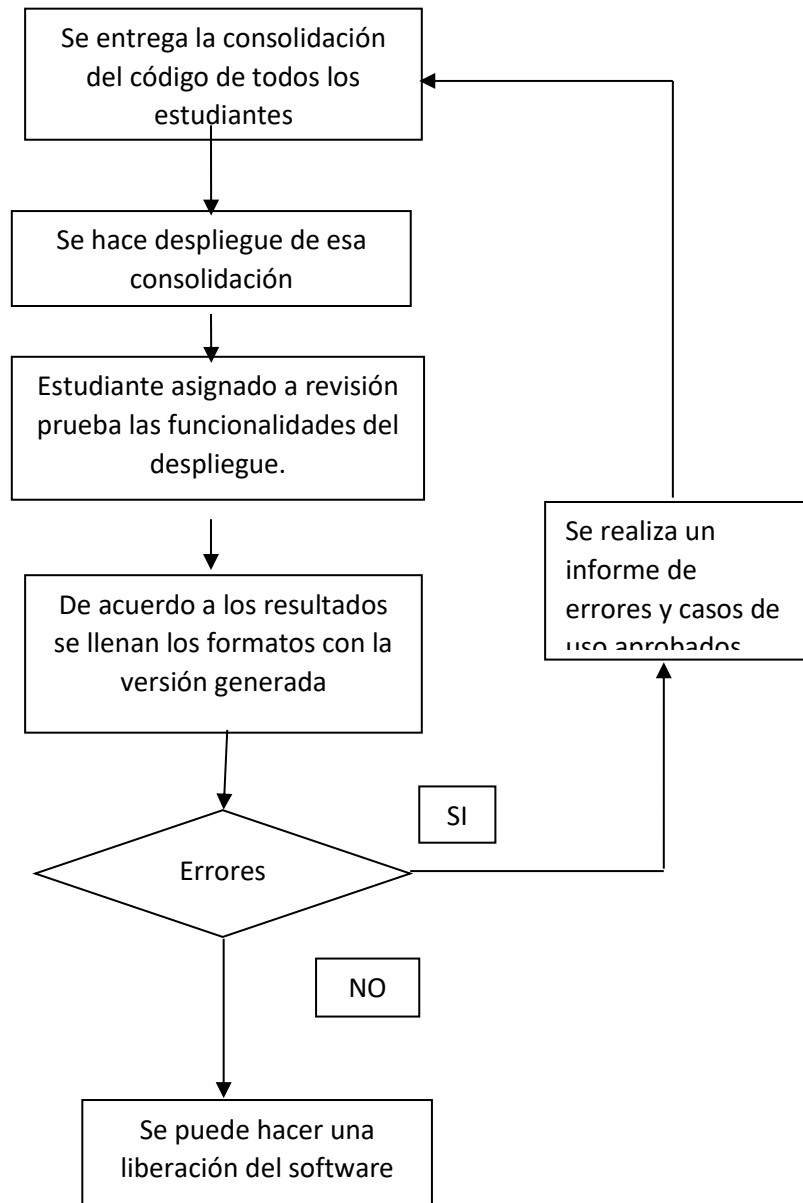 Se entrega la consolidación
del código de todos los
estudiantes
Se hace despliegue de esa
consolidación
Estudiante asignado a revisión
prueba las funcionalidades del
despliegue.
De acuerdo a los resultados
se llenan los formatos con la
versión generada
Se realiza un
informe de
errores y casos de
uso aprobados
SI
Errores
NO
Se puede hacer una
liberación del software